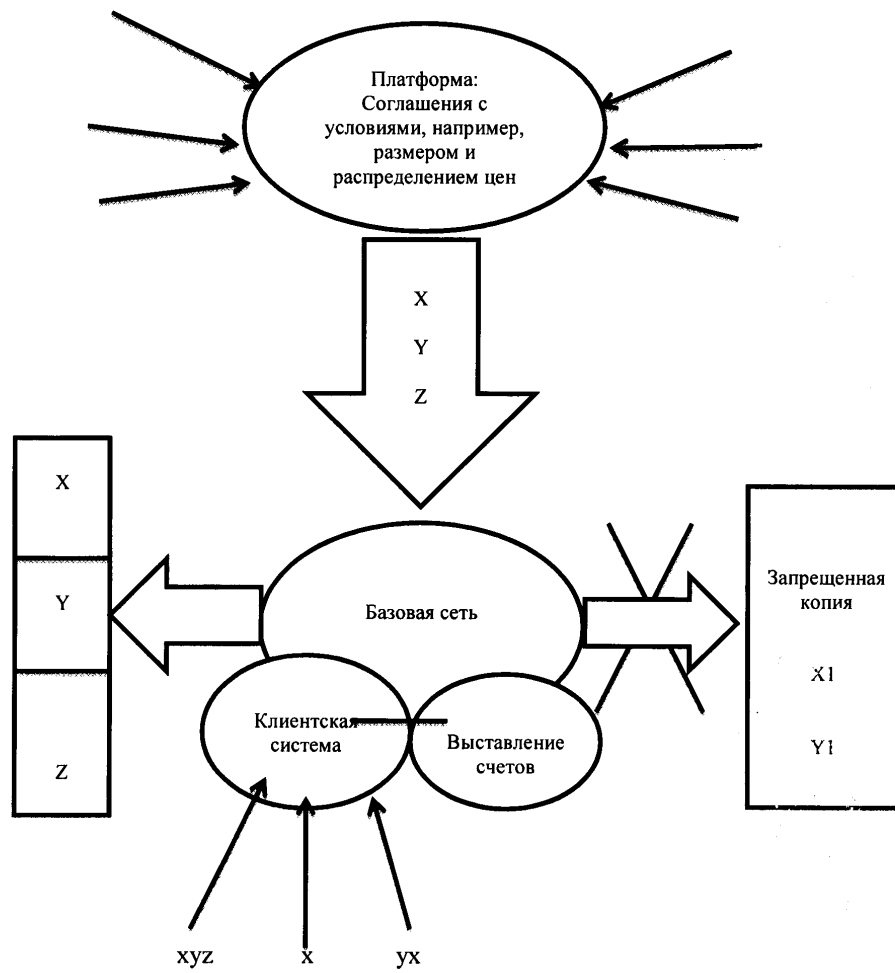 Платформа:
Соглашения с
условиями, например,
размером и
распределением цен
X
Y
Z
X
Y
Z
Базовая сеть
Клиентская
система
Выставление
счетов
Запрещенная
копия
X1
Y1
xyz
x
yx